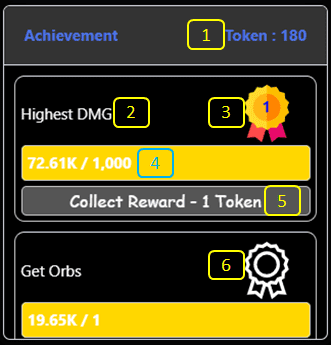 Achievement 1 Token : 180
Highest DMG 2 3 1
72.61K / 1,000 4
Collect Reward - 1 Token 5
Get Orbs 6
19.65K / 1